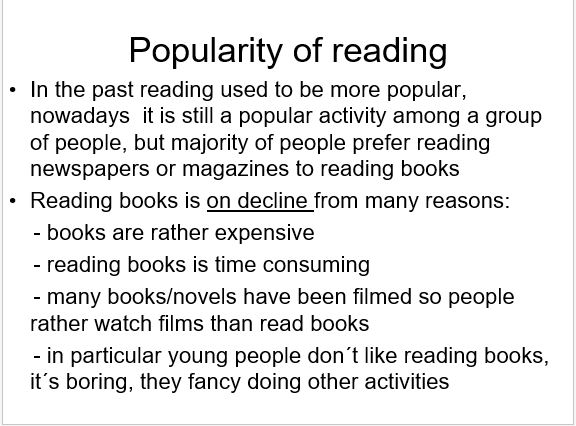 Popularity of reading
• In the past reading used to be more popular,
nowadays  it is still a popular activity among a group
of people, but majority of people prefer reading
newspapers or magazines to reading books
• Reading books is on decline from many reasons:
- books are rather expensive
- reading books is time consuming
- many books/novels have been filmed so people
rather watch films than read books
- in particular young people don´t like reading books,
it´s boring, they fancy doing other activities